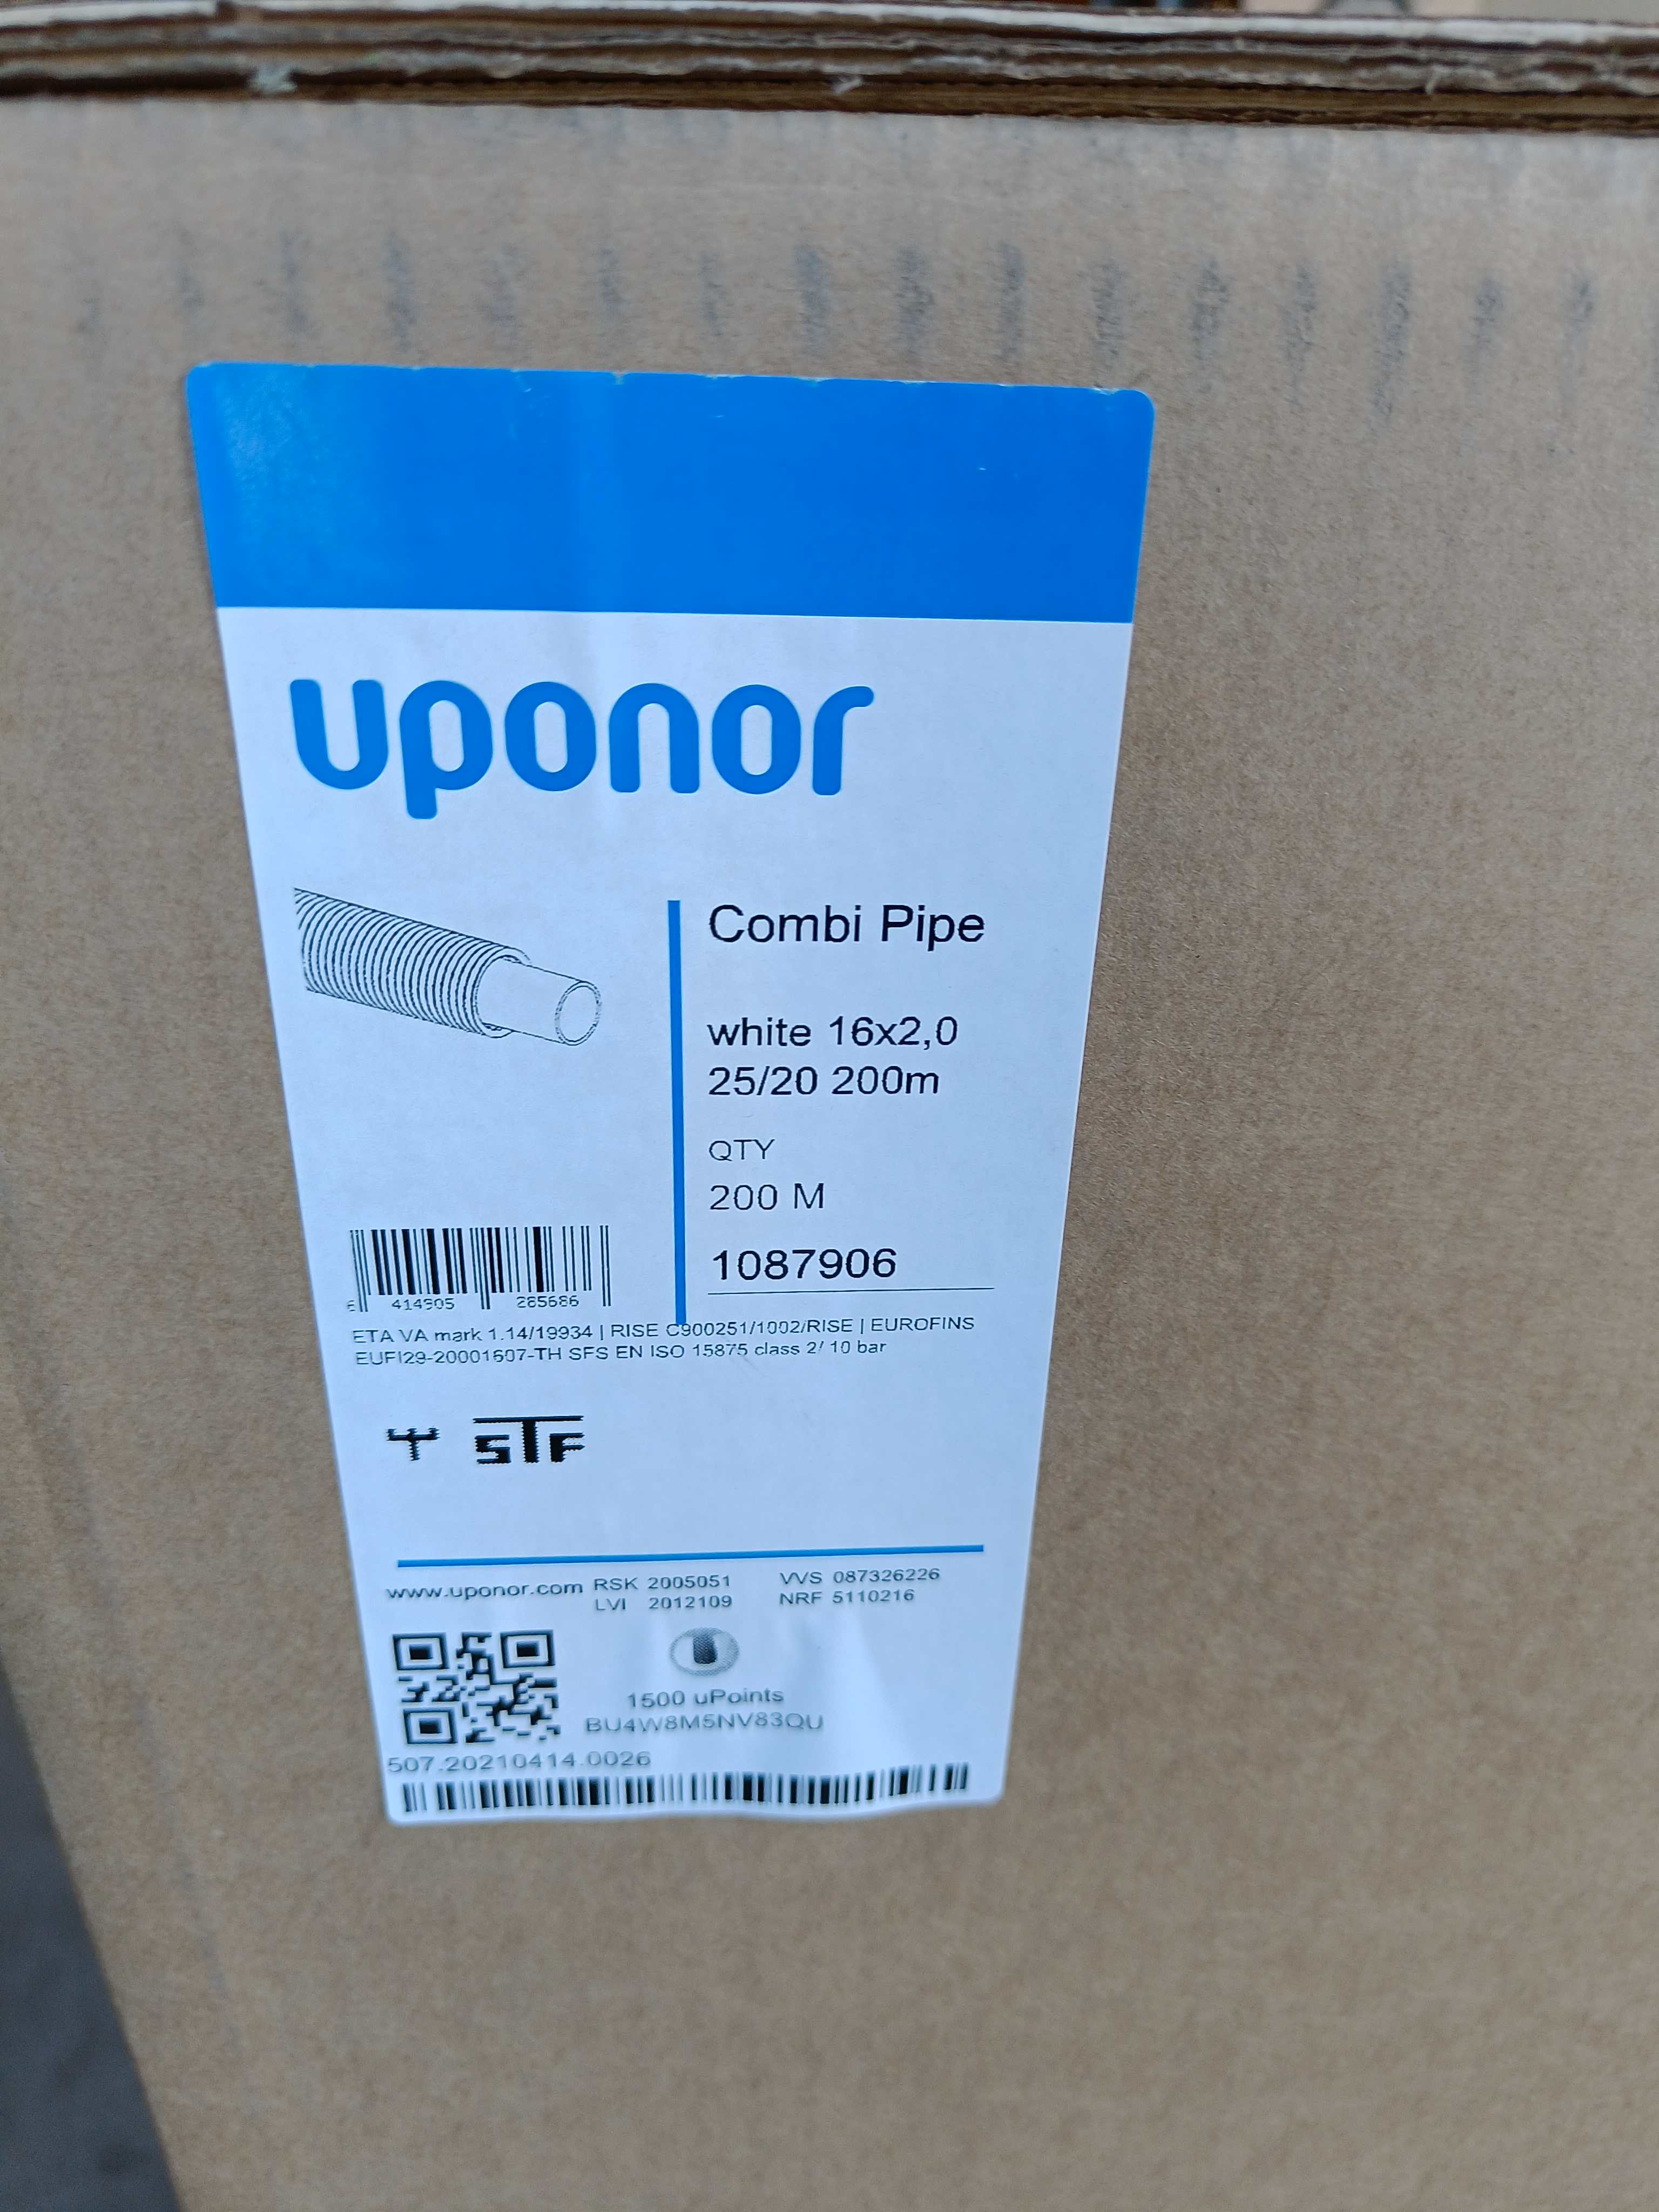 uponor
Combi Pipe
white 16x2,0
25/20 200m
QTY
200 M
1087906
6 414905 285686
ETA VA mark 1.14/19934 | RISE C900251/1002/RISE | EUROFINS
EUFI29-20001607-TH SFS EN ISO 15875 class 2/ 10 bar
STF
www.uponor.com RSK 2005051 VVS 087326226
LVI 2012109 NRF 5110216
1500 uPoints
BU4W8M5NV83QU
507.20210414.0026